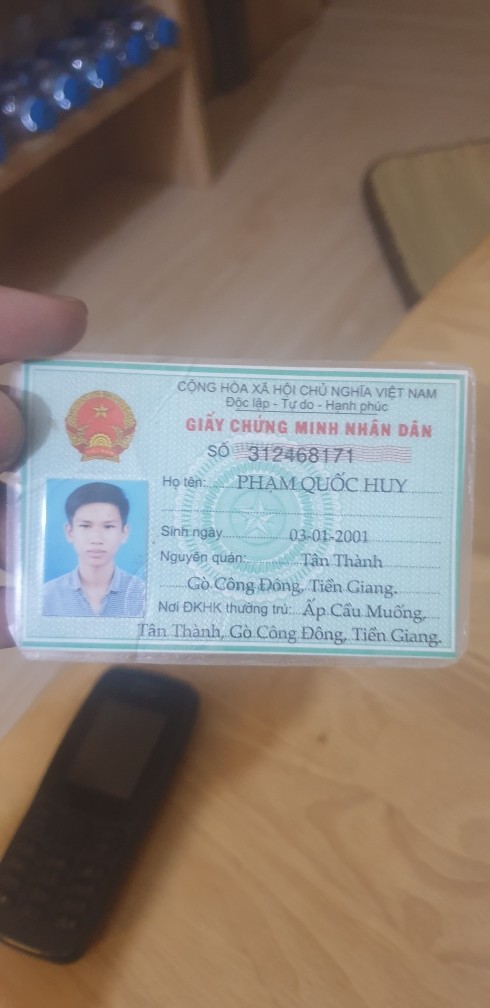 CỘNG HÒA XÃ HỘI CHỦ NGHĨA VIỆT NAM
Độc lập - Tự do - Hạnh phúc
GIẤY CHỨNG MINH NHÂN DÂN
SỐ 312468171
Họ tên: PHẠM QUỐC HUY
Sinh ngày 03-01-2001
Nguyên quán: Tân Thành
Gò Công Đông, Tiền Giang.
Nơi ĐKHK thường trú: Ấp Cầu Muống,
Tân Thành, Gò Công Đông, Tiền Giang.